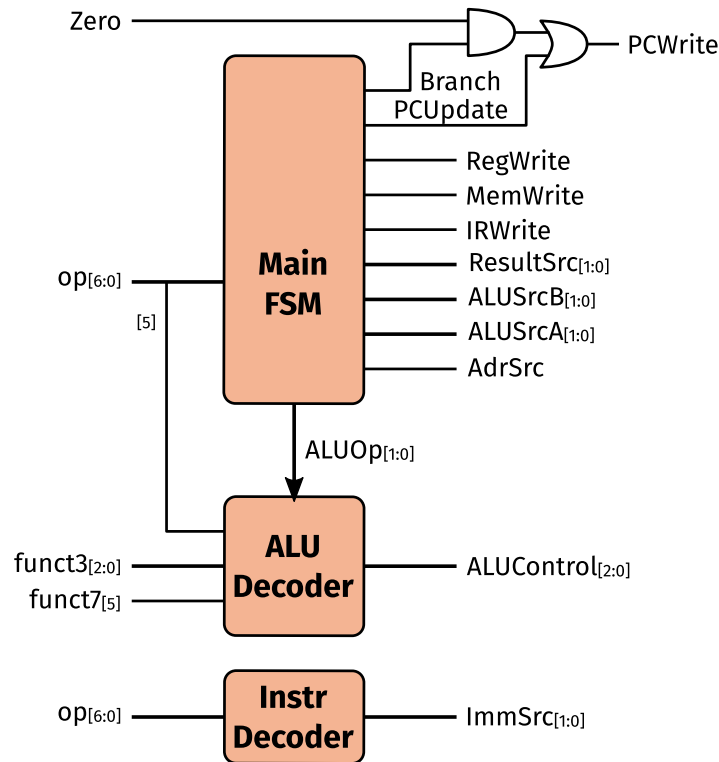 Zero
PCWrite
Branch
PCUpdate
RegWrite
MemWrite
IRWrite
ResultSrc[1:0]
ALUSrcB[1:0]
ALUSrcA[1:0]
AdrSrc
Main
FSM
op[6:0]
[5]
ALUOp[1:0]
ALU
Decoder
funct3[2:0]
funct7[5]
ALUControl[2:0]
Instr
Decoder
op[6:0]
ImmSrc[1:0]